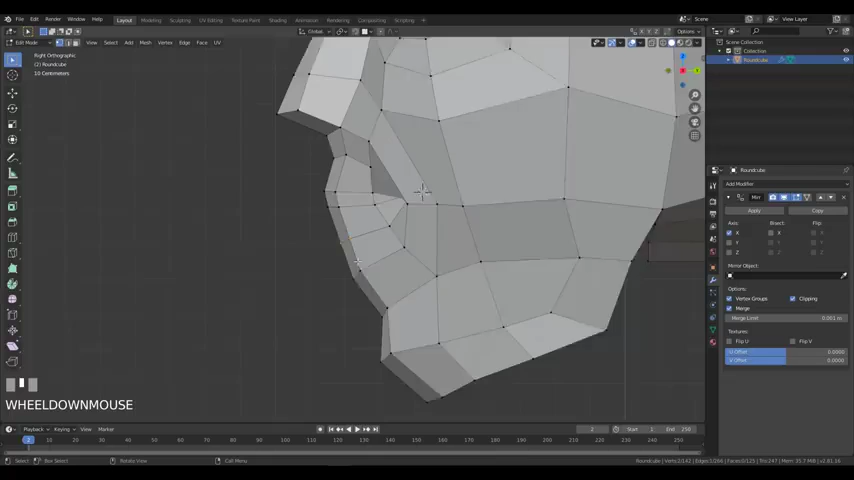 File Edit Render Window Help Layout Modeling Sculpting UV Editing Texture Paint Shading Animation Rendering Compositing Scripting Scene View Layer
Global Options
Edit Mode View Select Add Mesh Vertex Edge Face UV
Right Orthographic
(2) Roundcube
10 Centimeters
X Y Z
Scene Collection
Collection
Roundcube
Roundcube
Add Modifier
Mirr
Apply Copy
Axis: Bisect: Flip:
X X X
Y Y Y
Z Z Z
Mirror Object:
Options:
Vertex Groups Clipping
Merge
Merge Limit 0.001 m
Textures:
Flip U Flip V
U Offset 0.0000
V Offset 0.0000
WHEELDOWNMOUSE
Playback Keying View Marker 2 Start 1 End 250
2 10 20 30 40 50 60 70 80 90 100 110 120 130 140 150 160 170 180 190 200 210 220 230 240 250
Select Box Select Rotate View Call Menu